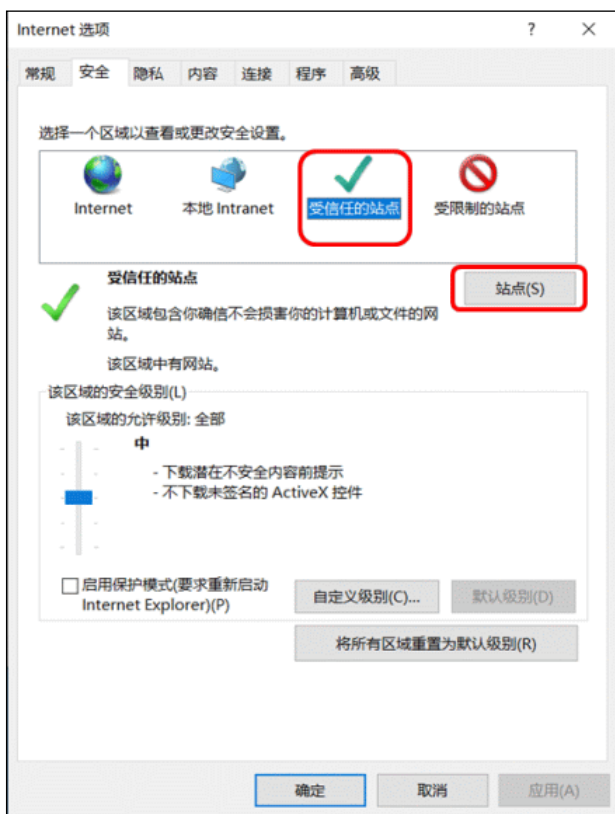 Internet 选项
?
常规 安全 隐私 内容 连接 程序 高级
选择一个区域以查看或更改安全设置。
Internet 本地 Intranet 受信任的站点 受限制的站点
受信任的站点
站点(S)
该区域包含你确信不会损害你的计算机或文件的网
站。
该区域中有网站。
该区域的安全级别(L)
该区域的允许级别: 全部
中
- 下载潜在不安全内容前提示
- 不下载未签名的 ActiveX 控件
启用保护模式(要求重新启动
Internet Explorer)(P)
自定义级别(C)... 默认级别(D)
将所有区域重置为默认级别(R)
确定 取消 应用(A)